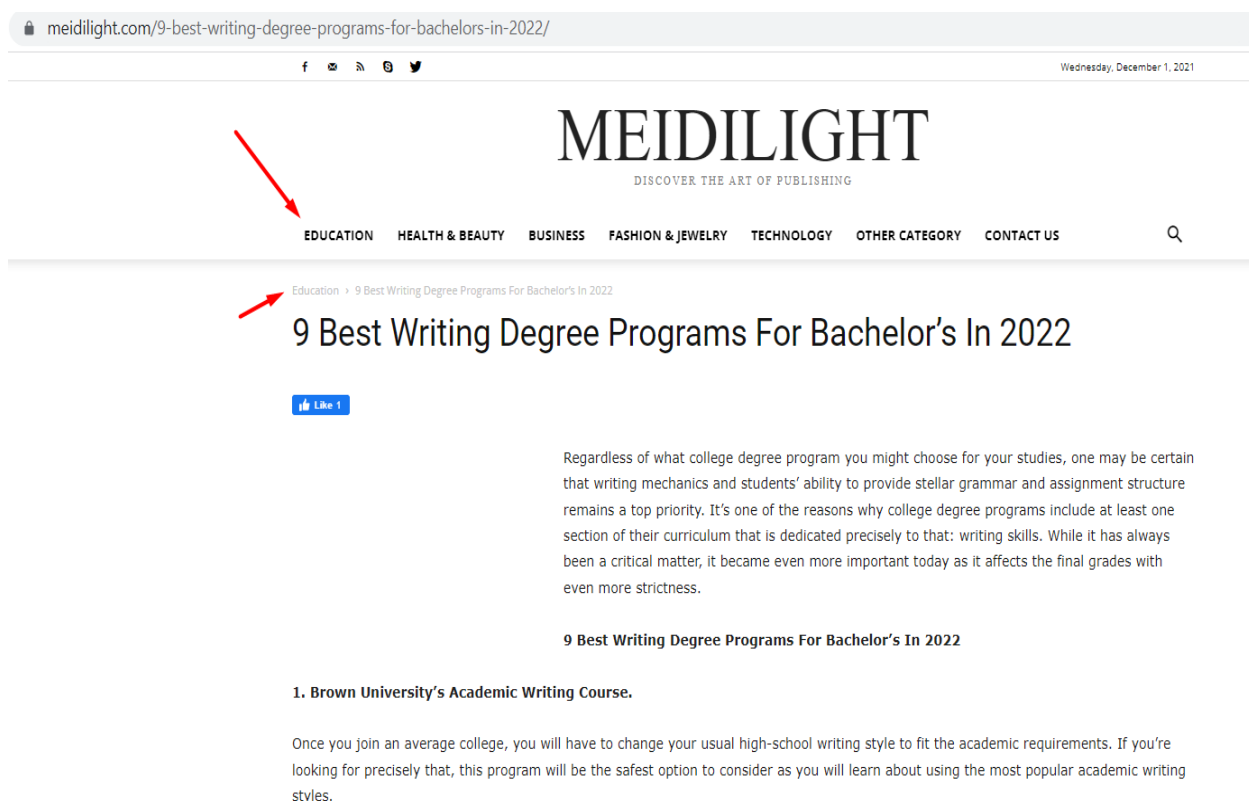 meidilight.com/9-best-writing-degree-programs-for-bachelors-in-2022/
Wednesday, December 1, 2021
MEIDILIGHT
DISCOVER THE ART OF PUBLISHING
EDUCATION HEALTH & BEAUTY BUSINESS FASHION & JEWELRY TECHNOLOGY OTHER CATEGORY CONTACT US
Education › 9 Best Writing Degree Programs For Bachelor's In 2022
9 Best Writing Degree Programs For Bachelor’s In 2022
Like 1
Regardless of what college degree program you might choose for your studies, one may be certain
that writing mechanics and students’ ability to provide stellar grammar and assignment structure
remains a top priority. It’s one of the reasons why college degree programs include at least one
section of their curriculum that is dedicated precisely to that: writing skills. While it has always
been a critical matter, it became even more important today as it affects the final grades with
even more strictness.
9 Best Writing Degree Programs For Bachelor’s In 2022
1. Brown University’s Academic Writing Course.
Once you join an average college, you will have to change your usual high-school writing style to fit the academic requirements. If you’re
looking for precisely that, this program will be the safest option to consider as you will learn about using the most popular academic writing
styles.